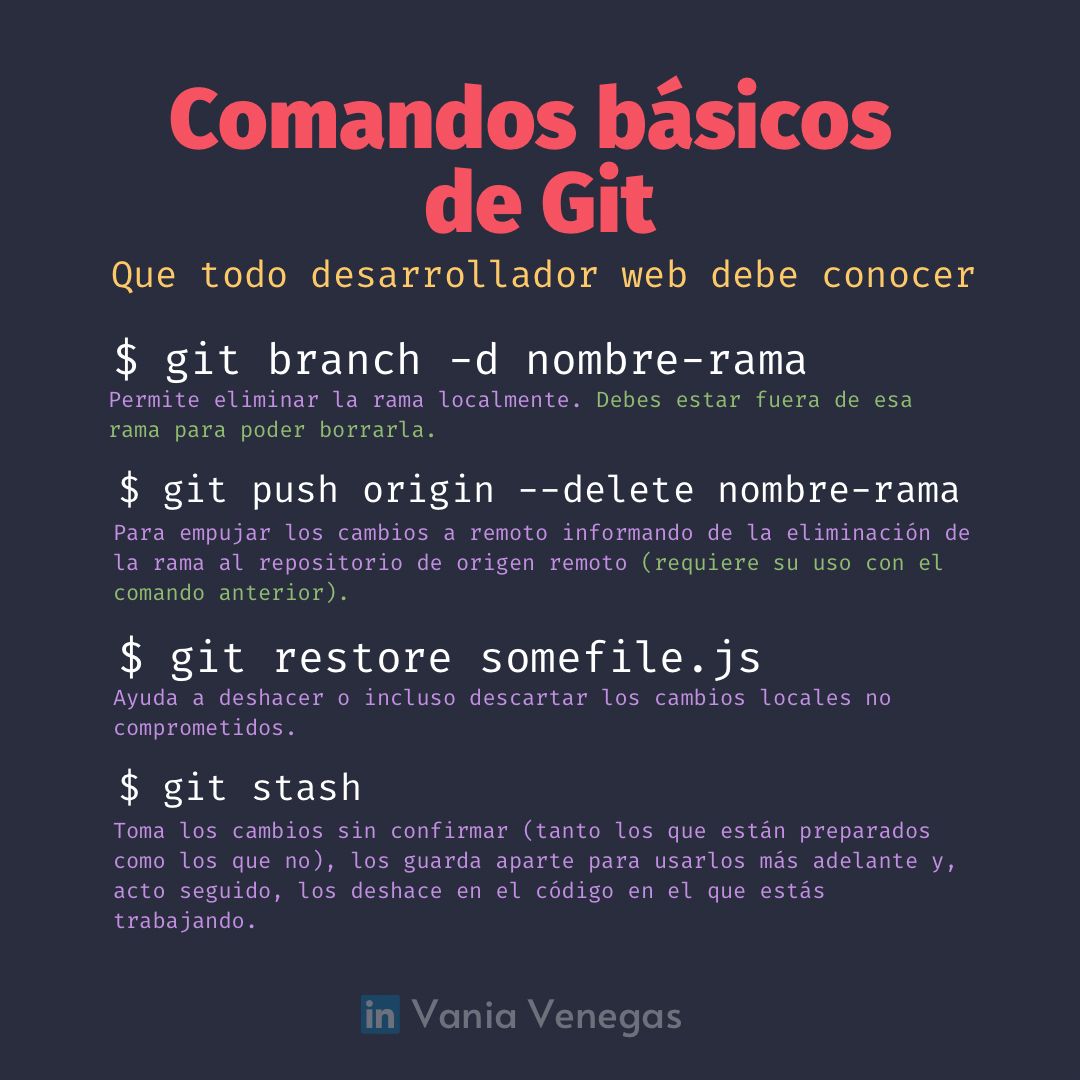 Comandos básicos
de Git
Que todo desarrollador web debe conocer
$ git branch -d nombre-rama
Permite eliminar la rama localmente. Debes estar fuera de esa
rama para poder borrarla.
$ git push origin --delete nombre-rama
Para empujar los cambios a remoto informando de la eliminación de
la rama al repositorio de origen remoto (requiere su uso con el
comando anterior).
$ git restore somefile.js
Ayuda a deshacer o incluso descartar los cambios locales no
comprometidos.
$ git stash
Toma los cambios sin confirmar (tanto los que están preparados
como los que no), los guarda aparte para usarlos más adelante y,
acto seguido, los deshace en el código en el que estás
trabajando.
in Vania Venegas